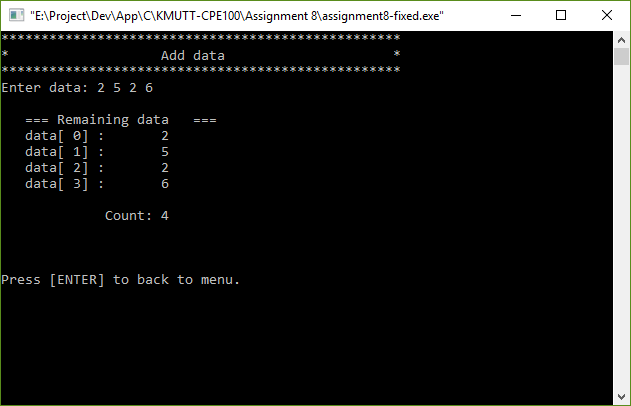 "E:\Project\Dev\App\C\KMUTT-CPE100\Assignment 8\assignment8-fixed.exe"
**************************************************
*                   Add data                     *
**************************************************
Enter data: 2 5 2 6
   === Remaining data   ===
   data[ 0] :       2
   data[ 1] :       5
   data[ 2] :       2
   data[ 3] :       6
             Count: 4
Press [ENTER] to back to menu.